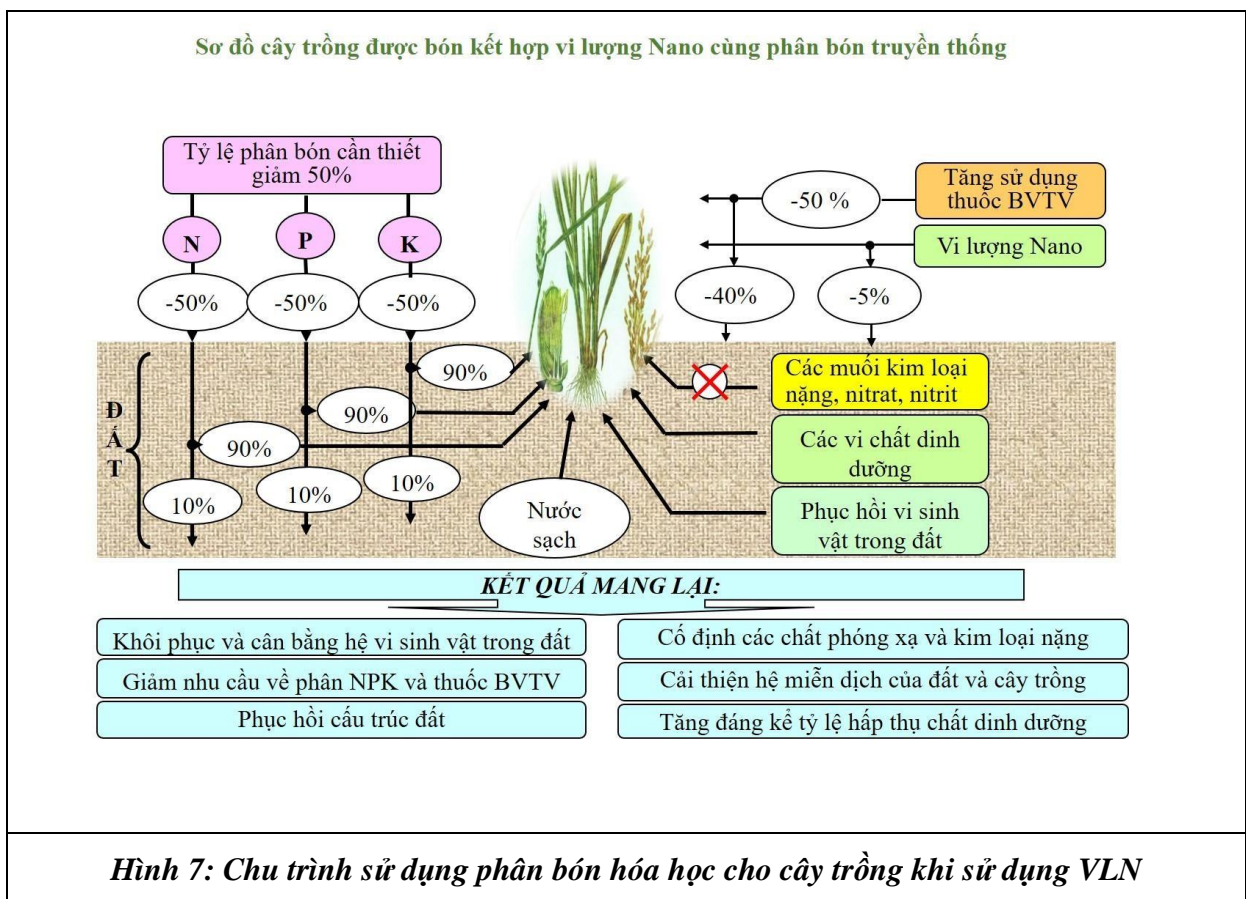 Sơ đồ cây trồng được bón kết hợp vi lượng Nano cùng phân bón truyền thống
Tỷ lệ phân bón cần thiết
giảm 50%
N
P
K
-50%
-50%
-50%
-50 %
Tăng sử dụng
thuốc BVTV
Vi lượng Nano
-40%
-5%
ĐẤT
90%
90%
90%
10%
10%
10%
Nước
sạch
Các muối kim loại
nặng, nitrat, nitrit
Các vi chất dinh
dưỡng
Phục hồi vi sinh
vật trong đất
KẾT QUẢ MANG LẠI:
Khôi phục và cân bằng hệ vi sinh vật trong đất
Giảm nhu cầu về phân NPK và thuốc BVTV
Phục hồi cấu trúc đất
Cố định các chất phóng xạ và kim loại nặng
Cải thiện hệ miễn dịch của đất và cây trồng
Tăng đáng kể tỷ lệ hấp thụ chất dinh dưỡng
Hình 7: Chu trình sử dụng phân bón hóa học cho cây trồng khi sử dụng VLN